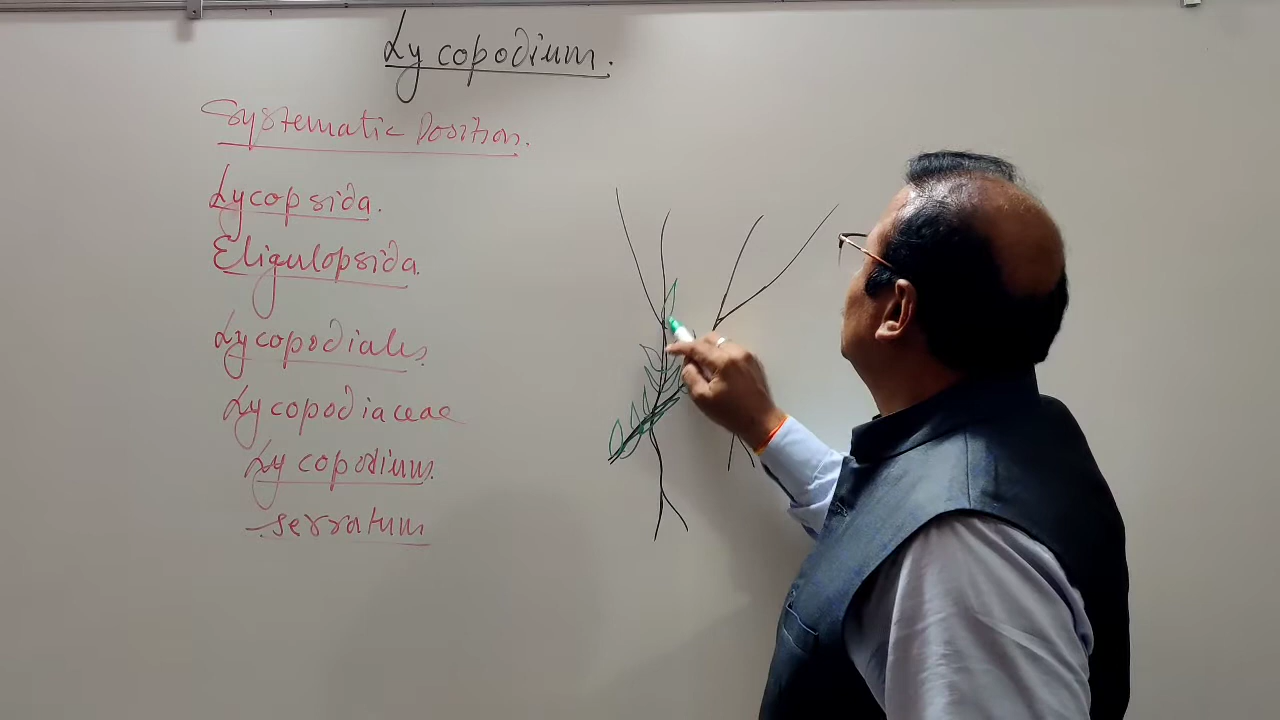 Lycopodium.
Systematic Position.
Lycopsida.
Eligulopsida.
Lycopodiales
Lycopodiaceae
Lycopodium.
-serratum